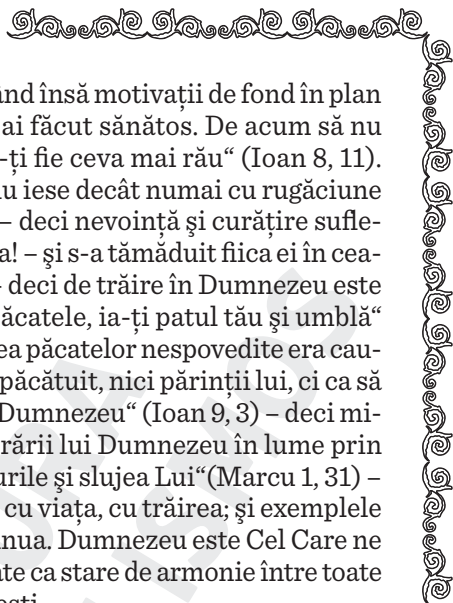 ând însă motivații de fond în plan
ai făcut sănătos. De acum să nu
-ți fie ceva mai rău“ (Ioan 8, 11).
u iese decât numai cu rugăciune
– deci nevoință şi curățire sufle-
a! – şi s-a tămăduit fiica ei în cea-
deci de trăire în Dumnezeu este
ăcatele, ia-ți patul tău şi umblă“
ea păcatelor nespovedite era cau-
păcătuit, nici părinții lui, ci ca să
Dumnezeu“ (Ioan 9, 3) – deci mi-
rării lui Dumnezeu în lume prin
urile şi slujea Lui“(Marcu 1, 31) –
cu viața, cu trăirea; şi exemplele
nua. Dumnezeu este Cel Care ne
ate ca stare de armonie între toate